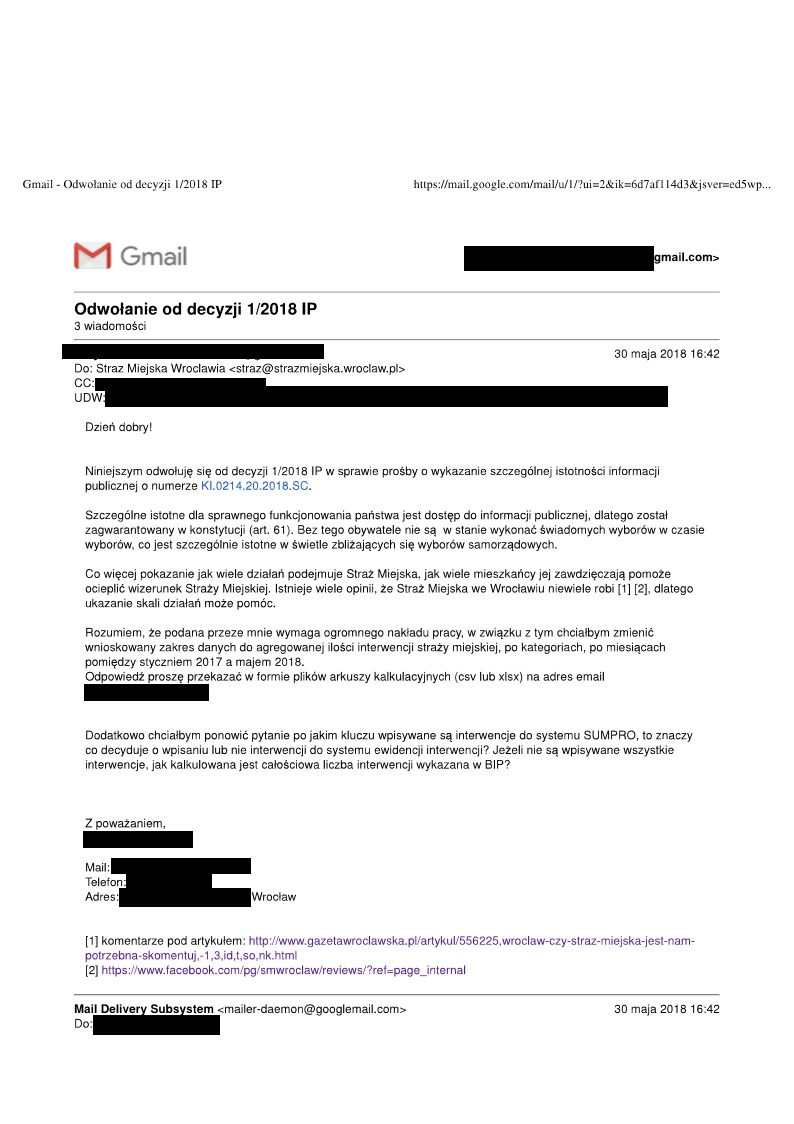 Gmail - Odwołanie od decyzji 1/2018 IP
https://mail.google.com/mail/u/1/?ui=2&ik=6d7af114d3&jsver=ed5wp...
Gmail
gmail.com>
Odwołanie od decyzji 1/2018 IP
3 wiadomości
30 maja 2018 16:42
Do: Straz Miejska Wroclawia <straz@strazmiejska.wroclaw.pl>
CC:
UDW:
Dzień dobry!
Niniejszym odwołuję się od decyzji 1/2018 IP w sprawie prośby o wykazanie szczególnej istotności informacji
publicznej o numerze KI.0214.20.2018.SC.
Szczególne istotne dla sprawnego funkcjonowania państwa jest dostęp do informacji publicznej, dlatego został
zagwarantowany w konstytucji (art. 61). Bez tego obywatele nie są w stanie wykonać świadomych wyborów w czasie
wyborów, co jest szczególnie istotne w świetle zbliżających się wyborów samorządowych.
Co więcej pokazanie jak wiele działań podejmuje Straż Miejska, jak wiele mieszkańcy jej zawdzięczają pomoże
ocieplić wizerunek Straży Miejskiej. Istnieje wiele opinii, że Straż Miejska we Wrocławiu niewiele robi [1] [2], dlatego
ukazanie skali działań może pomóc.
Rozumiem, że podana przeze mnie wymaga ogromnego nakładu pracy, w związku z tym chciałbym zmienić
wnioskowany zakres danych do agregowanej ilości interwencji straży miejskiej, po kategoriach, po miesiącach
pomiędzy styczniem 2017 a majem 2018.
Odpowiedź proszę przekazać w formie plików arkuszy kalkulacyjnych (csv lub xlsx) na adres email
Dodatkowo chciałbym ponowić pytanie po jakim kluczu wpisywane są interwencje do systemu SUMPRO, to znaczy
co decyduje o wpisaniu lub nie interwencji do systemu ewidencji interwencji? Jeżeli nie są wpisywane wszystkie
interwencje, jak kalkulowana jest całościowa liczba interwencji wykazana w BIP?
Z poważaniem,
Mail:
Telefon:
Adres: Wrocław
[1] komentarze pod artykułem: http://www.gazetawroclawska.pl/artykul/556225,wroclaw-czy-straz-miejska-jest-nam-
potrzebna-skomentuj,-1,3,id,t,so,nk.html
[2] https://www.facebook.com/pg/smwroclaw/reviews/?ref=page_internal
Mail Delivery Subsystem <mailer-daemon@googlemail.com>
30 maja 2018 16:42
Do: